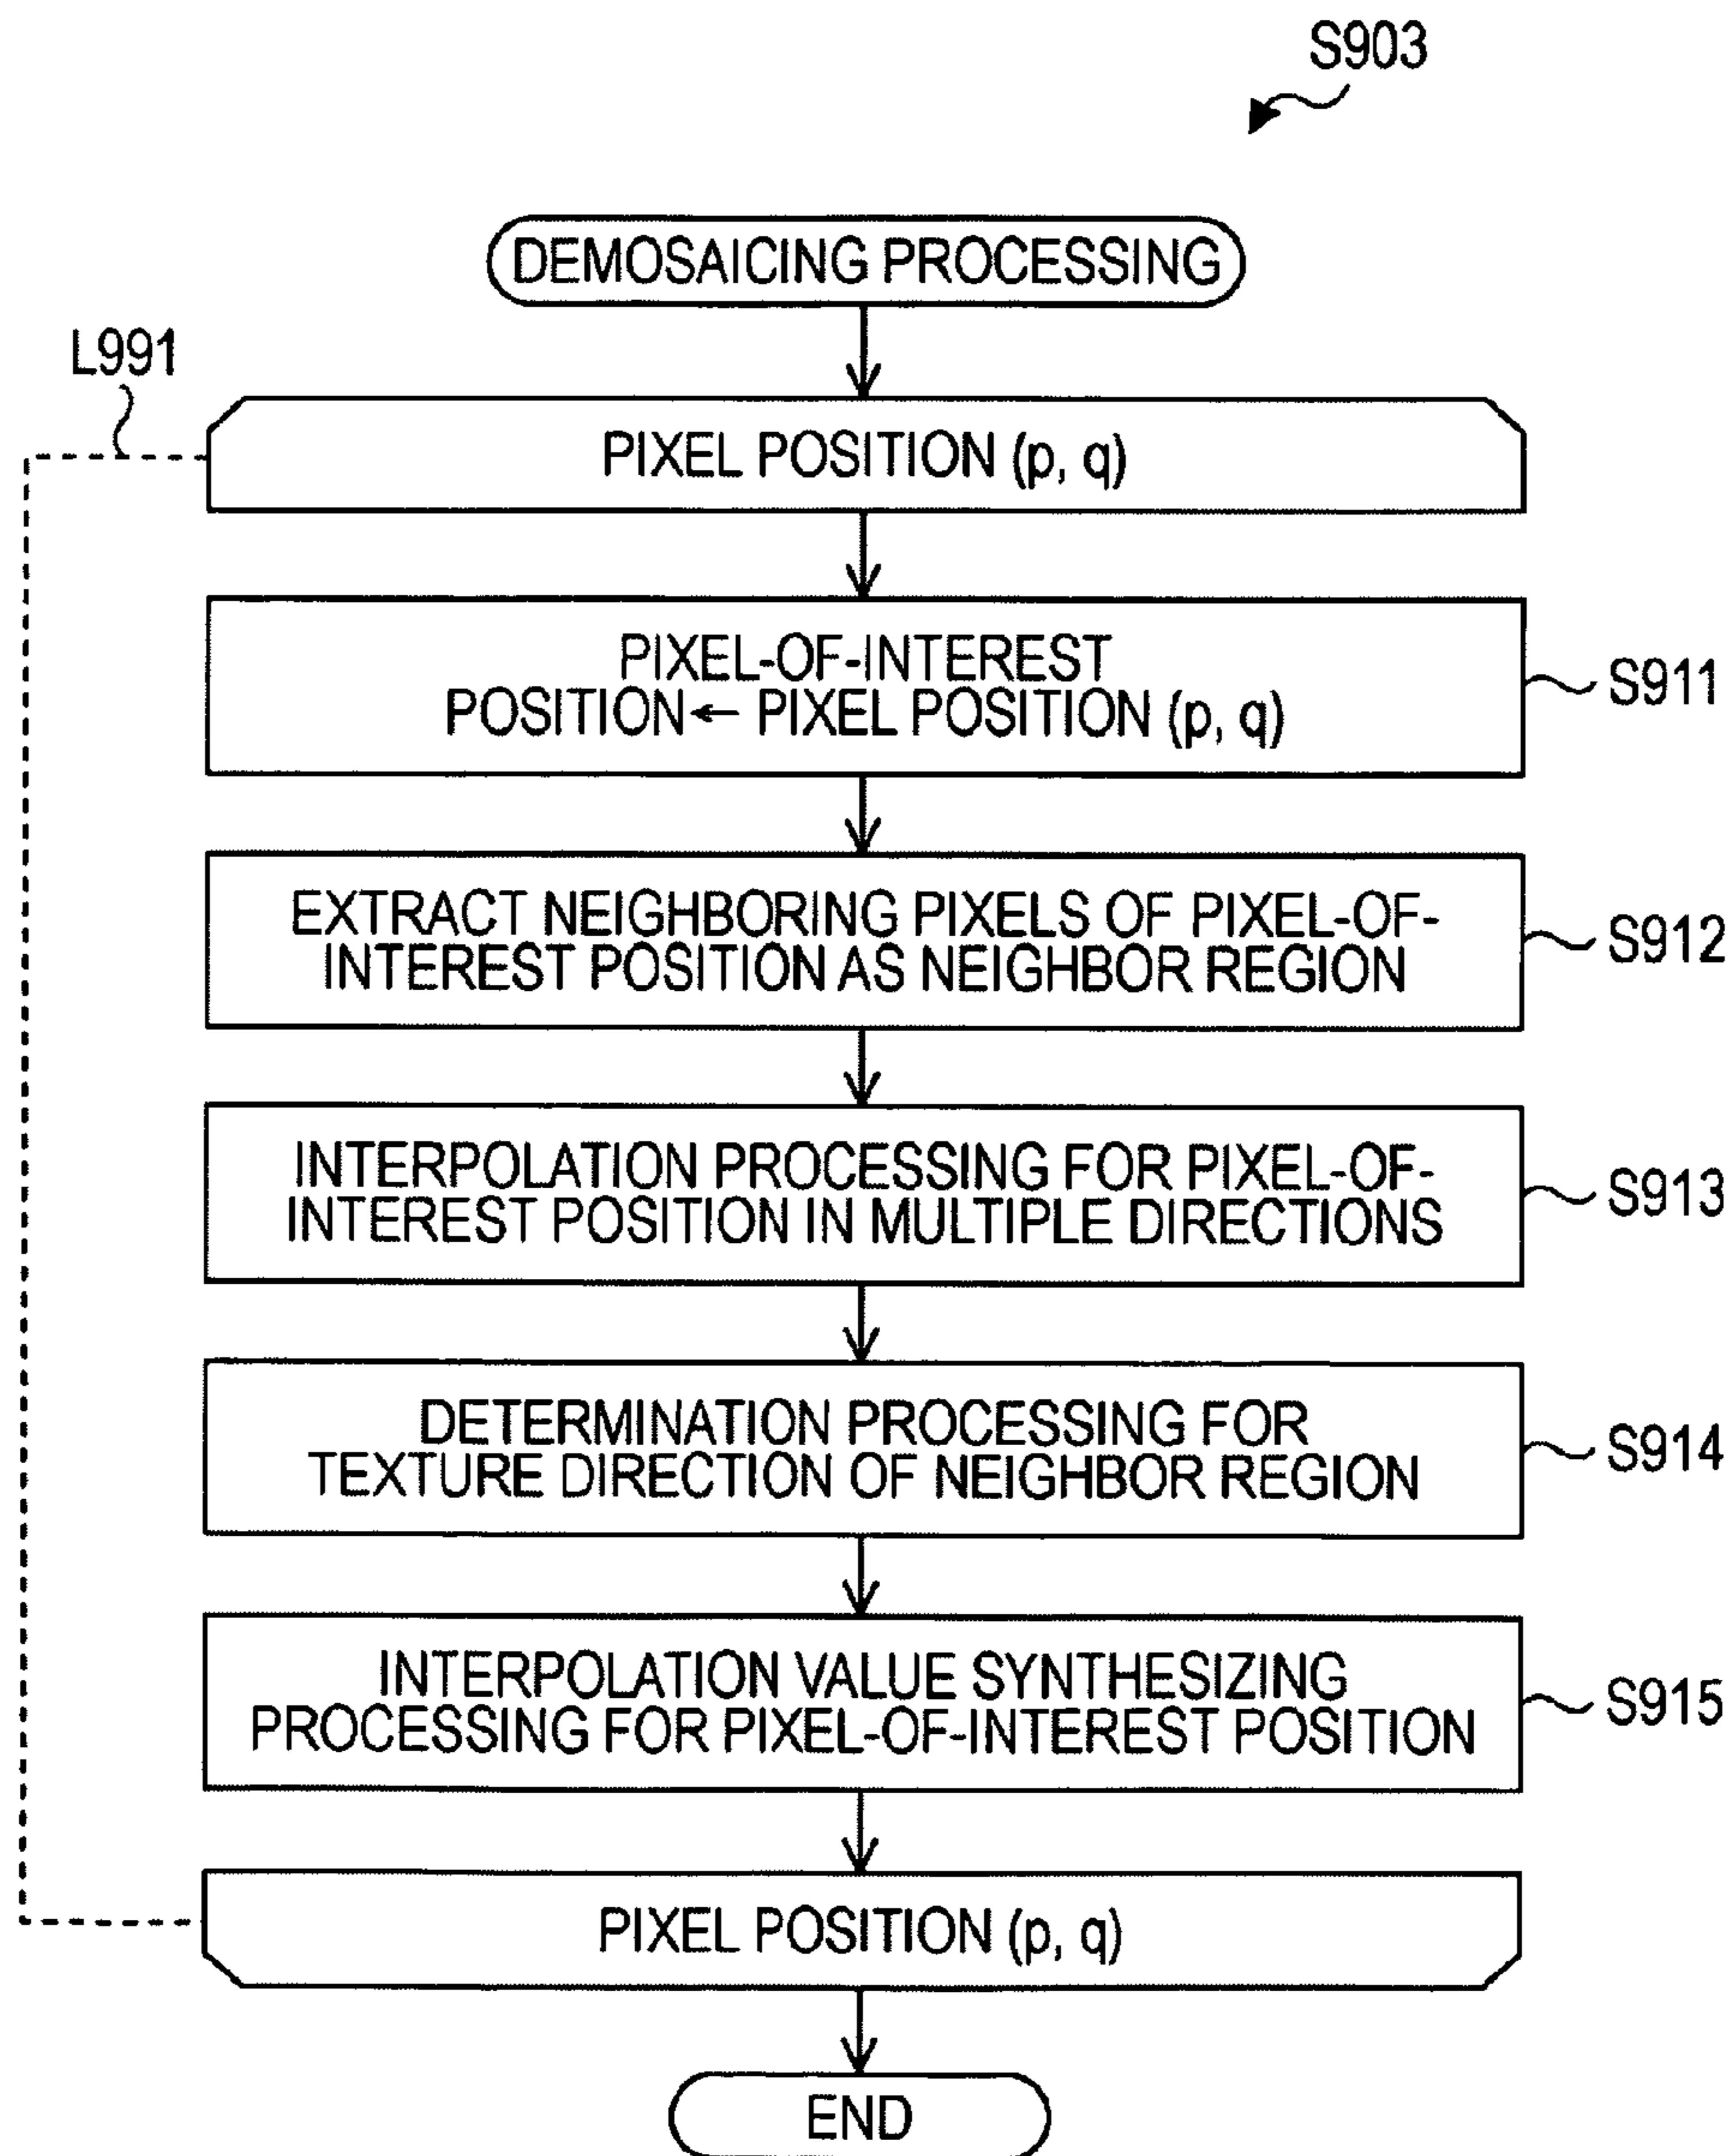 S903
DEMOSAICING PROCESSING
L991
PIXEL POSITION (p, q)
PIXEL-OF-INTEREST
POSITION ← PIXEL POSITION (p, q)
S911
EXTRACT NEIGHBORING PIXELS OF PIXEL-OF-
INTEREST POSITION AS NEIGHBOR REGION
S912
INTERPOLATION PROCESSING FOR PIXEL-OF-
INTEREST POSITION IN MULTIPLE DIRECTIONS
S913
DETERMINATION PROCESSING FOR
TEXTURE DIRECTION OF NEIGHBOR REGION
S914
INTERPOLATION VALUE SYNTHESIZING
PROCESSING FOR PIXEL-OF-INTEREST POSITION
S915
PIXEL POSITION (p, q)
END